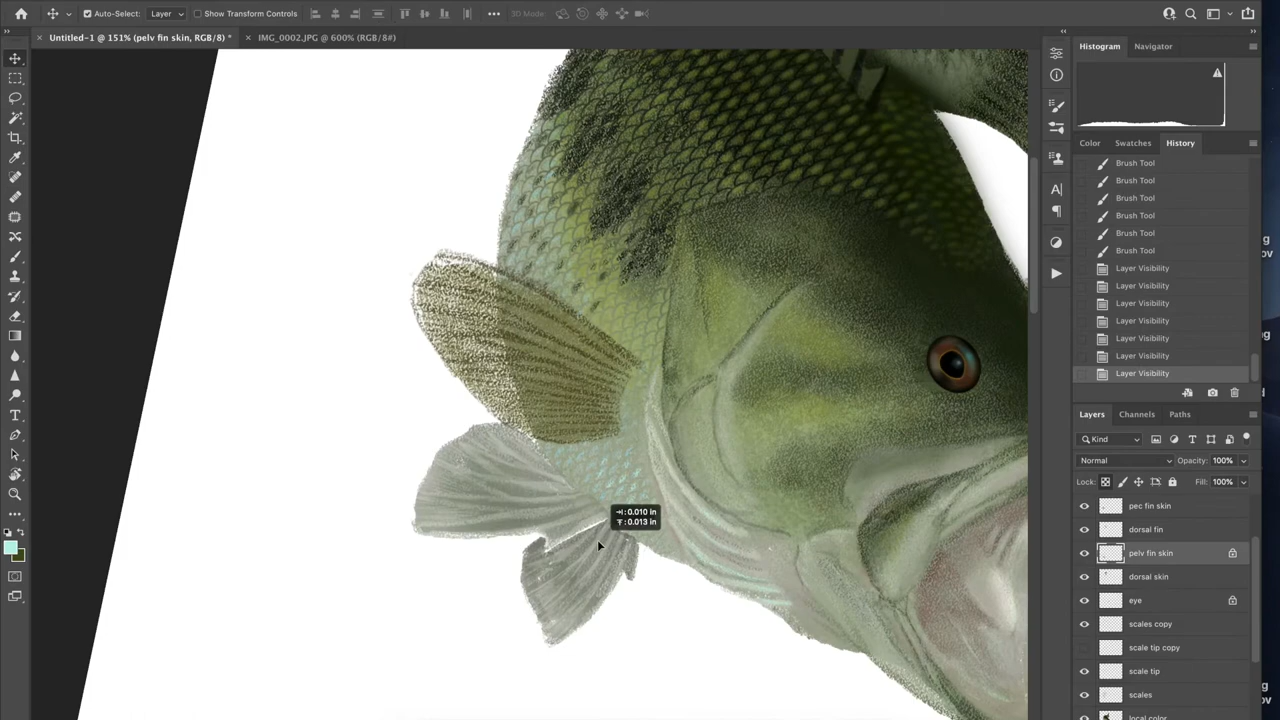 Auto-Select: Layer Show Transform Controls 3D Mode:
Untitled-1 @ 151% (pelv fin skin, RGB/8) * IMG_0002.JPG @ 600% (RGB/8#)
Histogram Navigator
Color Swatches History
Brush Tool
Brush Tool
Brush Tool
Brush Tool
Brush Tool
Brush Tool
Layer Visibility
Layer Visibility
Layer Visibility
Layer Visibility
Layer Visibility
Layer Visibility
Layer Visibility
Layers Channels Paths
Kind
Normal Opacity: 100%
Lock: Fill: 100%
pec fin skin
dorsal fin
pelv fin skin
dorsal skin
eye
scales copy
scale tip copy
scale tip
scales
local color
: 0.010 in
: 0.013 in